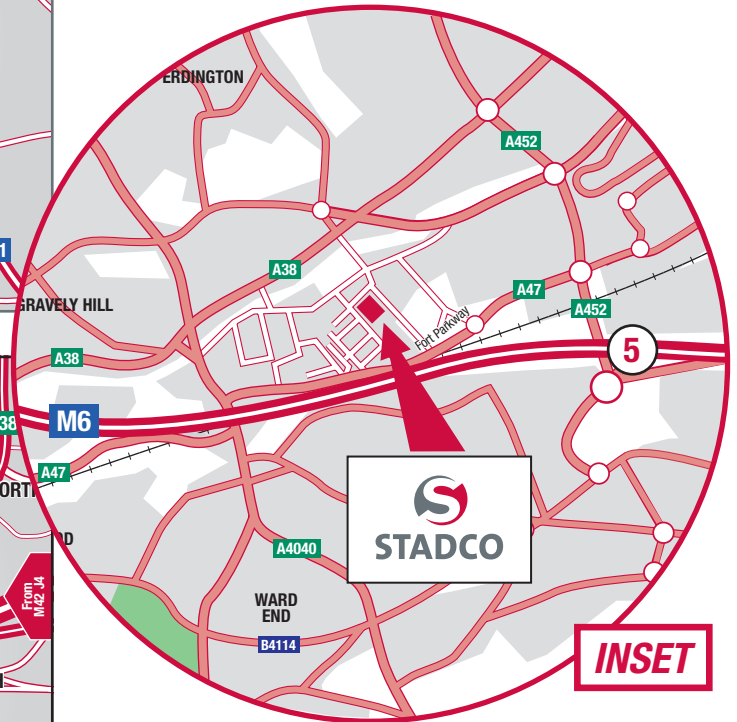 ERDINGTON
A452
A38
GRAVELY HILL
A47
A452
Fort Parkway
5
A38
M6
A47
STADCO
A4040
WARD
END
B4114
From
M42 J4
INSET